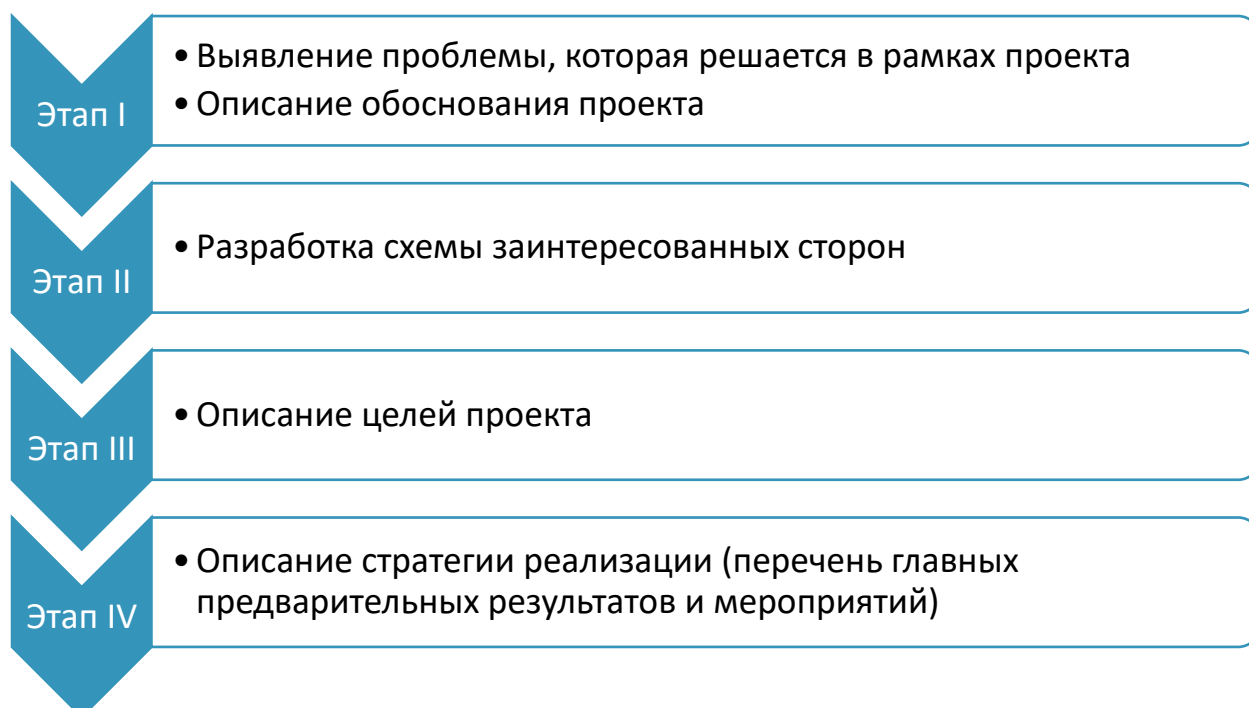 Этап I
• Выявление проблемы, которая решается в рамках проекта
• Описание обоснования проекта
Этап II
• Разработка схемы заинтересованных сторон
Этап III
• Описание целей проекта
Этап IV
• Описание стратегии реализации (перечень главных
предварительных результатов и мероприятий)